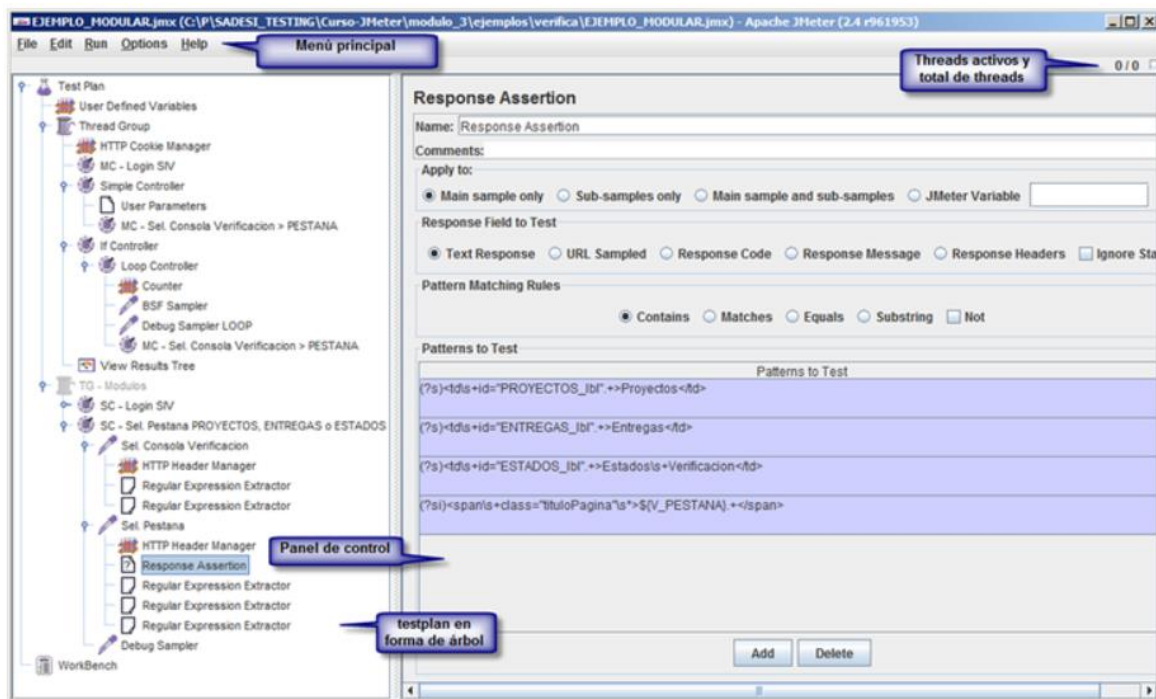 EJEMPLO_MODULAR.jmx (C:\P\SADESI_TESTING\Curso-JMeter\modulo_3\ejemplos\verifica\EJEMPLO_MODULAR.jmx) - Apache JMeter (2.4 r961953)
File Edit Run Options Help
Menú principal
Threads activos y
total de threads
0 / 0
Test Plan
User Defined Variables
Thread Group
HTTP Cookie Manager
MC - Login SIV
Simple Controller
User Parameters
MC - Sel. Consola Verificacion > PESTANA
If Controller
Loop Controller
Counter
BSF Sampler
Debug Sampler LOOP
MC - Sel. Consola Verificacion > PESTANA
View Results Tree
TG - Modulos
SC - Login SIV
SC - Sel. Pestana PROYECTOS, ENTREGAS o ESTADOS
Sel. Consola Verificacion
HTTP Header Manager
Regular Expression Extractor
Regular Expression Extractor
Sel. Pestana
HTTP Header Manager
Response Assertion
Regular Expression Extractor
Regular Expression Extractor
Regular Expression Extractor
Debug Sampler
WorkBench
Panel de control
testplan en
forma de árbol
Response Assertion
Name: Response Assertion
Comments:
Apply to:
Main sample only Sub-samples only Main sample and sub-samples JMeter Variable
Response Field to Test
Text Response URL Sampled Response Code Response Message Response Headers Ignore Sta
Pattern Matching Rules
Contains Matches Equals Substring Not
Patterns to Test
Patterns to Test
(?s)<td\s+id="PROYECTOS_lbl".+>Proyectos</td>
(?s)<td\s+id="ENTREGAS_lbl".+>Entregas</td>
(?s)<td\s+id="ESTADOS_lbl".+>Estados\s+Verificacion</td>
(?si)<span\s+class="tituloPagina"\s*>${V_PESTANA}.+</span>
Add Delete